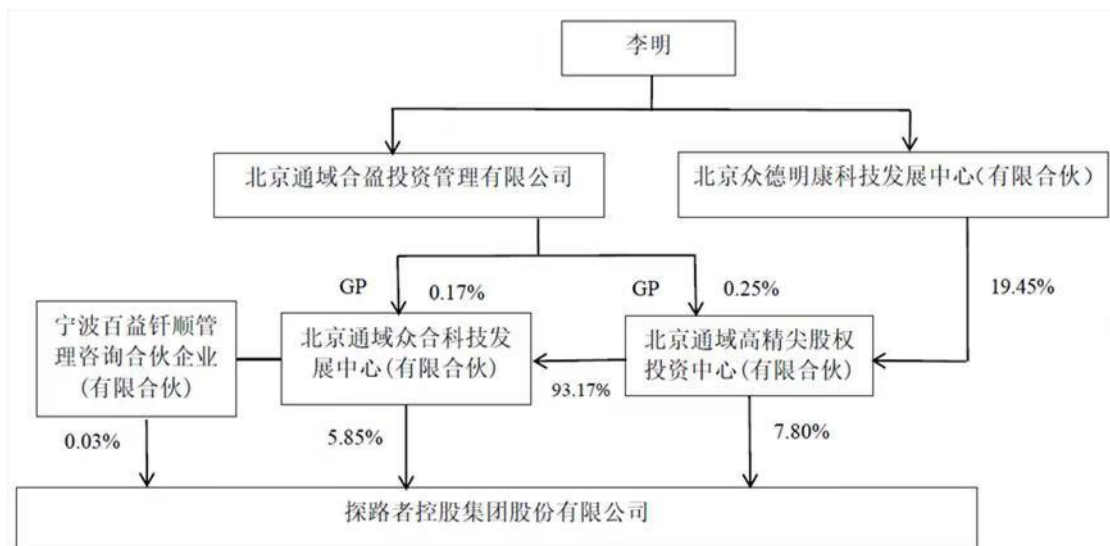 李明
北京通域合盈投资管理有限公司
北京众德明康科技发展中心(有限合伙)
GP
0.17%
GP
0.25%
19.45%
宁波百益钎顺管
理咨询合伙企业
(有限合伙)
北京通域众合科技发
展中心(有限合伙)
93.17%
北京通域高精尖股权
投资中心(有限合伙)
0.03%
5.85%
7.80%
探路者控股集团股份有限公司